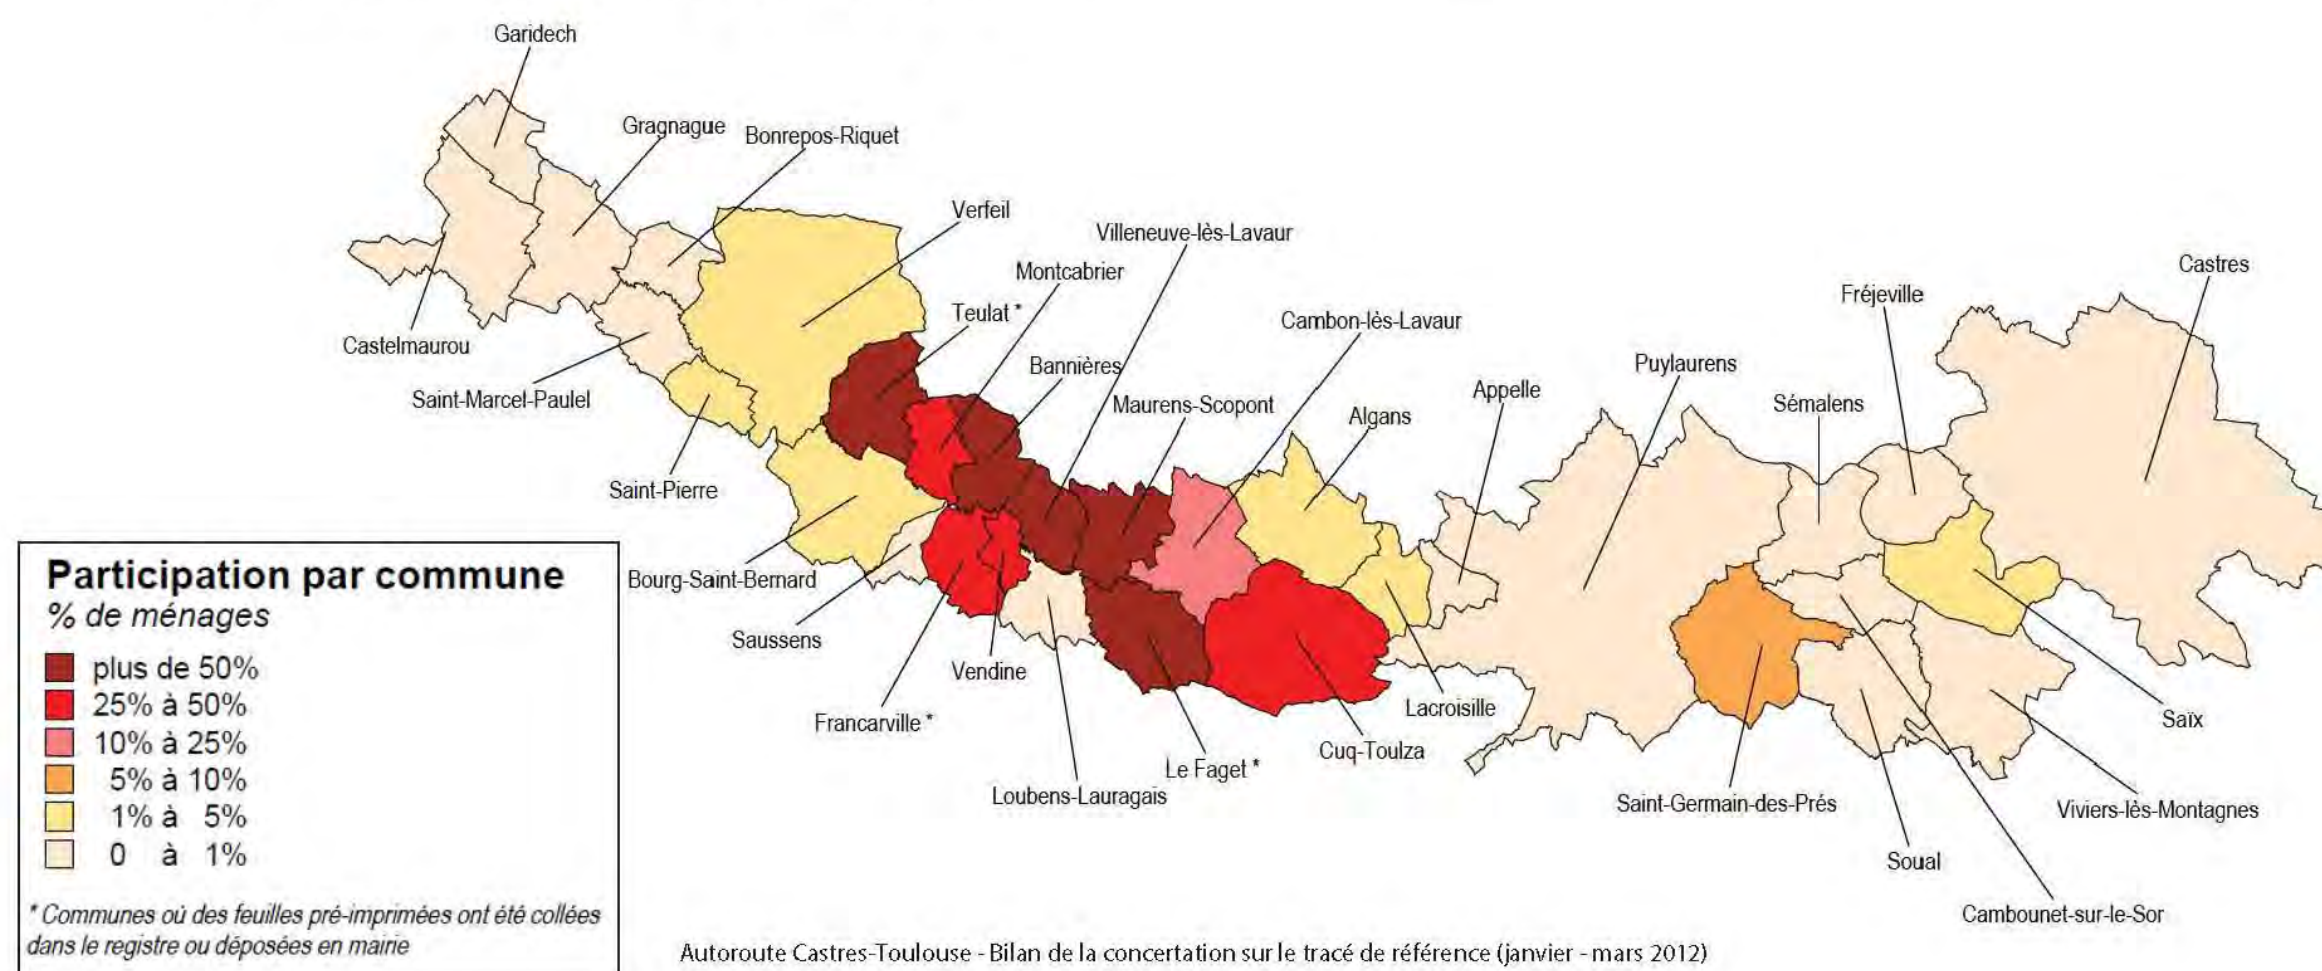 Garidech
Gragnague
Bonrepos-Riquet
Verfeil
Villeneuve-lès-Lavaur
Montcabrier
Teulat *
Castres
Fréjeville
Cambon-lès-Lavaur
Castelmaurou
Bannières
Puylaurens
Saint-Marcel-Paulel
Maurens-Scopont
Appelle
Sémalens
Algans
Saint-Pierre
Bourg-Saint-Bernard
Saussens
Vendine
Francarville *
Lacroisille
Saïx
Cuq-Toulza
Le Faget *
Loubens-Lauragais
Saint-Germain-des-Prés
Viviers-lès-Montagnes
Soual
Cambounet-sur-le-Sor
Participation par commune
% de ménages
plus de 50%
25% à 50%
10% à 25%
5% à 10%
1% à 5%
0 à 1%
* Communes où des feuilles pré-imprimées ont été collées
dans le registre ou déposées en mairie
Autoroute Castres-Toulouse - Bilan de la concertation sur le tracé de référence (janvier - mars 2012)